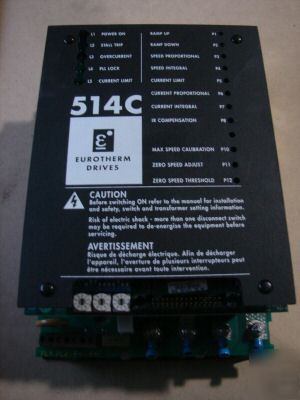 L1 POWER ON
L2 STALL TRIP
L3 OVERCURRENT
L4 PLL LOCK
L5 CURRENT LIMIT
RAMP UP P1
RAMP DOWN P2
SPEED PROPORTIONAL P3
SPEED INTEGRAL P4
CURRENT LIMIT P5
CURRENT PROPORTIONAL P6
CURRENT INTEGRAL P7
IR COMPENSATION P8
MAX SPEED CALIBRATION P10
ZERO SPEED ADJUST P11
ZERO SPEED THRESHOLD P12
514C
EUROTHERM
DRIVES
CAUTION
Before switching ON refer to the manual for installation
and safety, switch and transformer setting information.
Risk of electric shock - more than one disconnect switch
may be required to de-energise the equipment before
servicing.
AVERTISSEMENT
Risque de décharge électrique. Afin de décharger
l'appareil, l'ouverture de plusieurs interrupteurs peut
être nécessaire avant toute intervention.